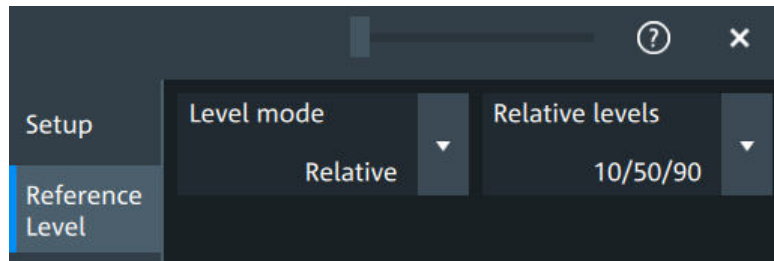 ?
Setup
Level mode
Relative
Relative levels
10/50/90
Reference
Level